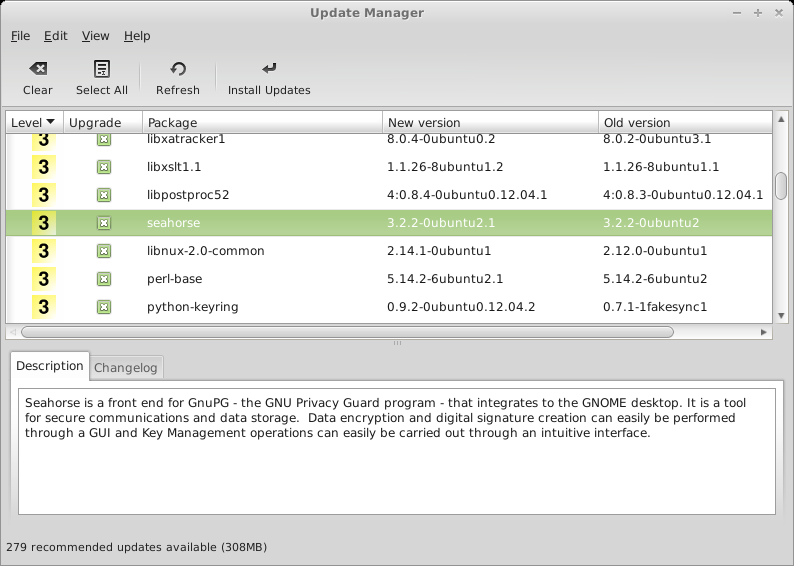 Update Manager
File Edit View Help
Clear Select All Refresh Install Updates
Level Upgrade Package New version Old version
3 libxatracker1 8.0.4-0ubuntu0.2 8.0.2-0ubuntu3.1
3 libxslt1.1 1.1.26-8ubuntu1.2 1.1.26-8ubuntu1.1
3 libpostproc52 4:0.8.4-0ubuntu0.12.04.1 4:0.8.3-0ubuntu0.12.04.1
3 seahorse 3.2.2-0ubuntu2.1 3.2.2-0ubuntu2
3 libnux-2.0-common 2.14.1-0ubuntu1 2.12.0-0ubuntu1
3 perl-base 5.14.2-6ubuntu2.1 5.14.2-6ubuntu2
3 python-keyring 0.9.2-0ubuntu0.12.04.2 0.7.1-1fakesync1
Description Changelog
Seahorse is a front end for GnuPG - the GNU Privacy Guard program - that integrates to the GNOME desktop. It is a tool
for secure communications and data storage.  Data encryption and digital signature creation can easily be performed
through a GUI and Key Management operations can easily be carried out through an intuitive interface.
279 recommended updates available (308MB)